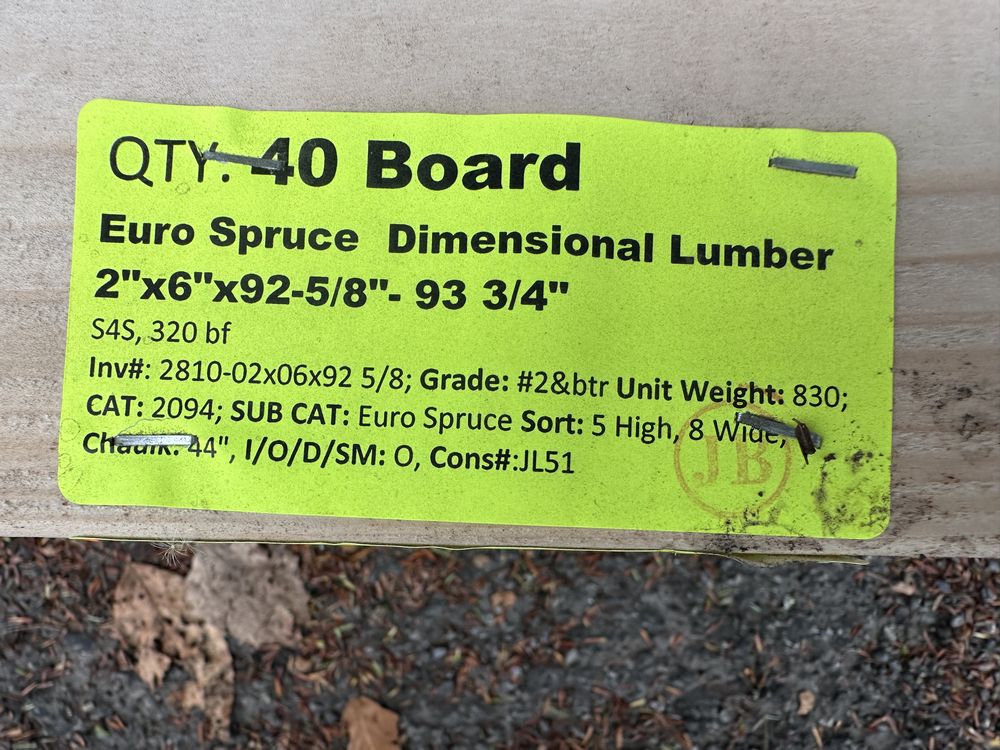 QTY: 40 Board
Euro Spruce Dimensional Lumber
2"x6"x92-5/8"- 93 3/4"
S4S, 320 bf
Inv#: 2810-02x06x92 5/8; Grade: #2&btr Unit Weight: 830;
CAT: 2094; SUB CAT: Euro Spruce Sort: 5 High, 8 Wide,
Chaulk: 44", I/O/D/SM: O, Cons#:JL51
JB